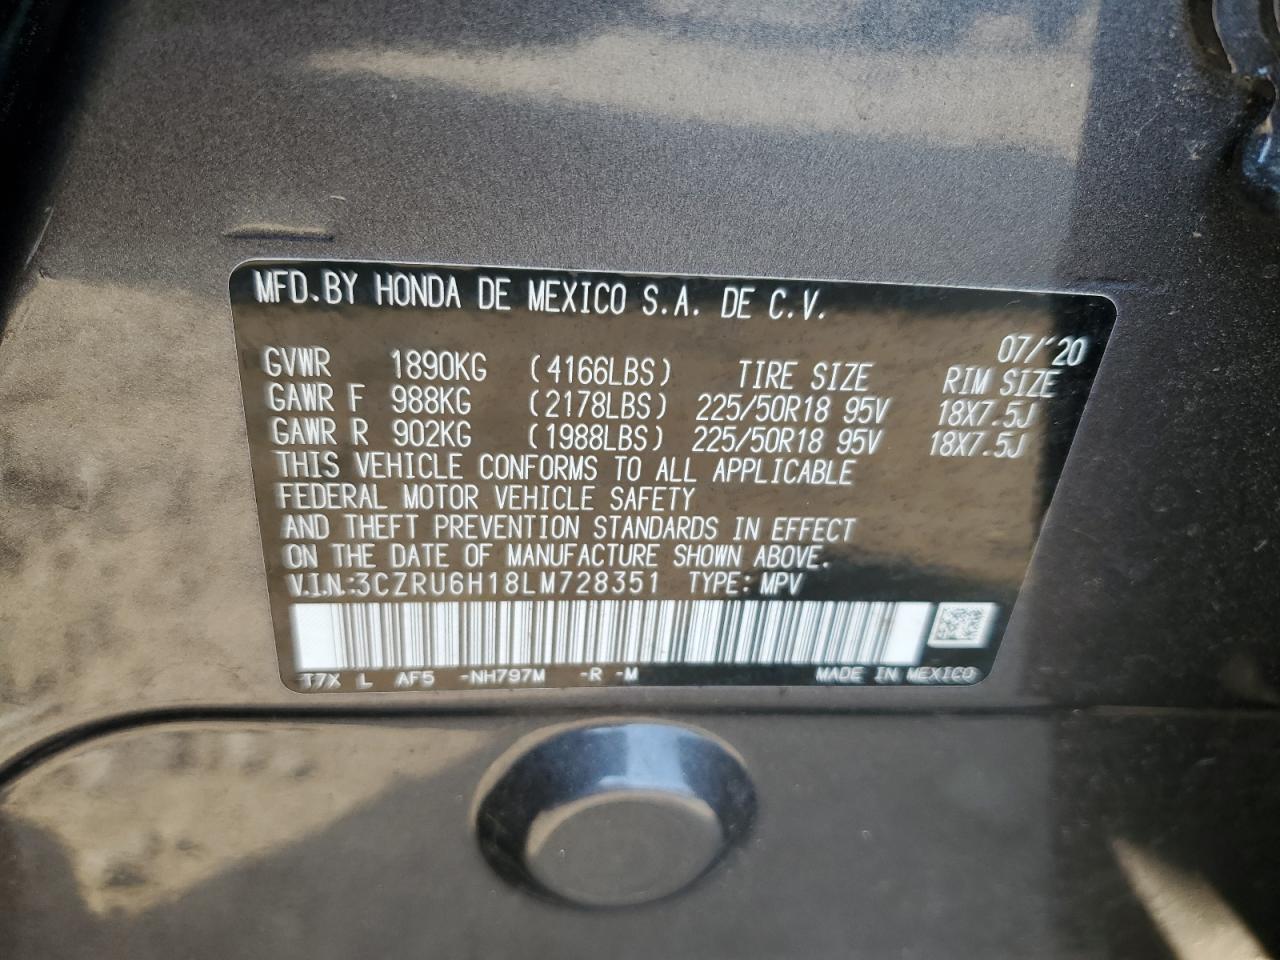 MFD.BY HONDA DE MEXICO S.A. DE C.V.
07/'20
GVWR 1890KG (4166LBS) TIRE SIZE RIM SIZE
GAWR F 988KG (2178LBS) 225/50R18 95V 18X7.5J
GAWR R 902KG (1988LBS) 225/50R18 95V 18X7.5J
THIS VEHICLE CONFORMS TO ALL APPLICABLE
FEDERAL MOTOR VEHICLE SAFETY
AND THEFT PREVENTION STANDARDS IN EFFECT
ON THE DATE OF MANUFACTURE SHOWN ABOVE.
V.I.N.:3CZRU6H18LM728351 TYPE:MPV
T7X L AF5 -NH797M -R -M MADE IN MEXICO